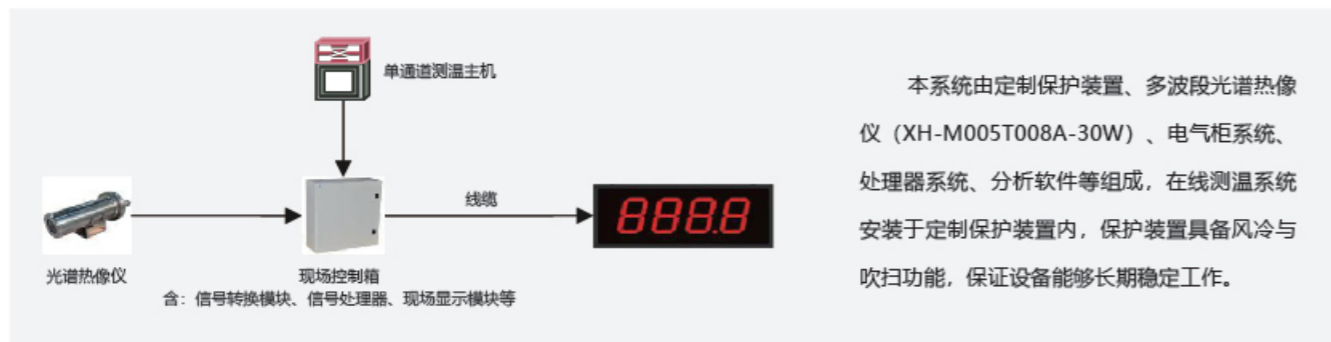 单通道测温主机
线缆
888.8
光谱热像仪
现场控制箱
含：信号转换模块、信号处理器、现场显示模块等
本系统由定制保护装置、多波段光谱热像
仪（XH-M005T008A-30W）、电气柜系统、
处理器系统、分析软件等组成，在线测温系统
安装于定制保护装置内，保护装置具备风冷与
吹扫功能，保证设备能够长期稳定工作。